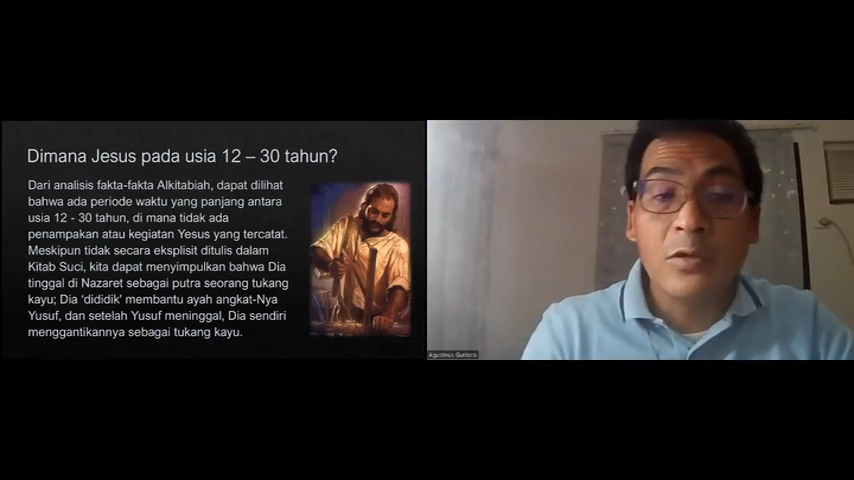 Dimana Jesus pada usia 12 – 30 tahun?
Dari analisis fakta-fakta Alkitabiah, dapat dilihat
bahwa ada periode waktu yang panjang antara
usia 12 - 30 tahun, di mana tidak ada
penampakan atau kegiatan Yesus yang tercatat.
Meskipun tidak secara eksplisit ditulis dalam
Kitab Suci, kita dapat menyimpulkan bahwa Dia
tinggal di Nazaret sebagai putra seorang tukang
kayu; Dia ‘dididik’ membantu ayah angkat-Nya
Yusuf, dan setelah Yusuf meninggal, Dia sendiri
menggantikannya sebagai tukang kayu.
Agustinus Guntoro